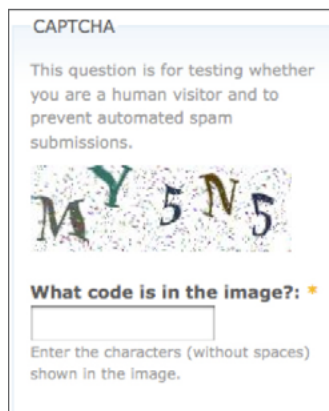 CAPTCHA
This question is for testing whether
you are a human visitor and to
prevent automated spam
submissions.
MY5N5
What code is in the image?: *
Enter the characters (without spaces)
shown in the image.